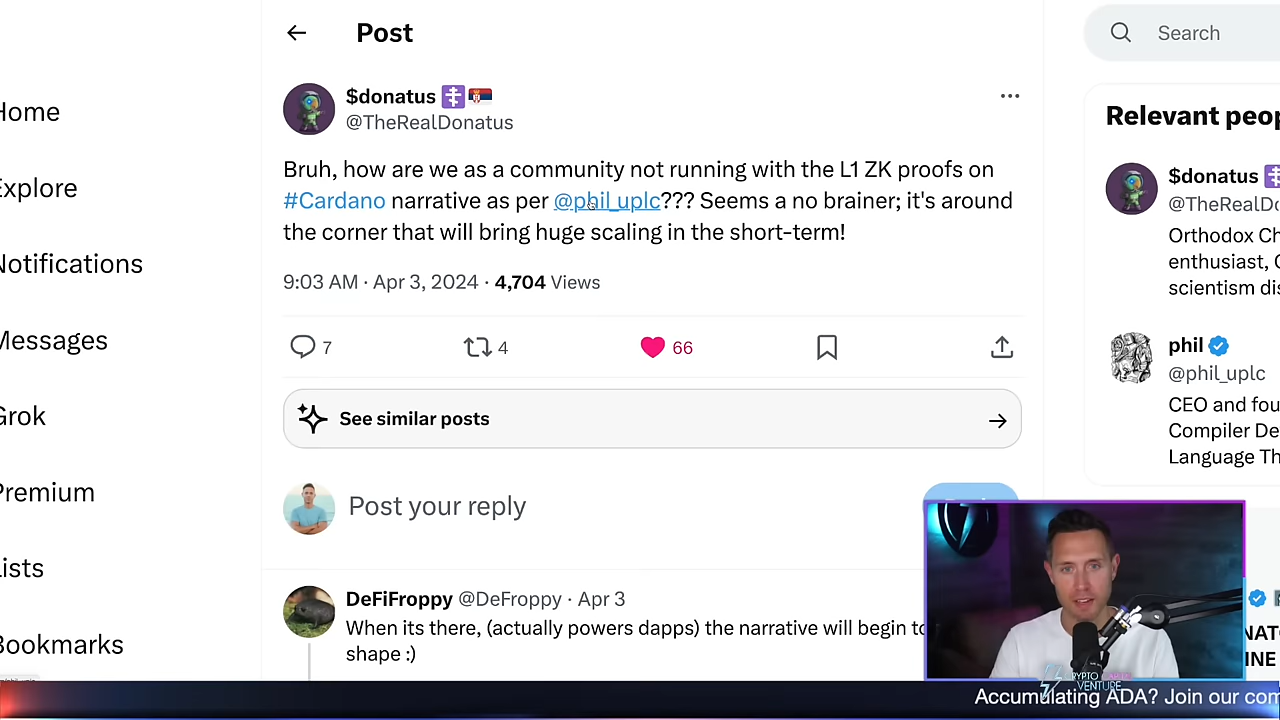 Post
Search
Home
Explore
Notifications
Messages
Grok
Premium
Lists
Bookmarks
$donatus
@TheRealDonatus
Bruh, how are we as a community not running with the L1 ZK proofs on
#Cardano narrative as per @phil_uplc??? Seems a no brainer; it's around
the corner that will bring huge scaling in the short-term!
9:03 AM · Apr 3, 2024 · 4,704 Views
7
4
66
See similar posts
Post your reply
DeFiFroppy @DeFroppy · Apr 3
When its there, (actually powers dapps) the narrative will begin to
shape :)
Relevant peop
$donatus
@TheRealDona
Orthodox Ch
enthusiast, C
scientism dis
phil
@phil_uplc
CEO and fou
Compiler De
Language Th
NAT
INE
VENTURE
Accumulating ADA? Join our com